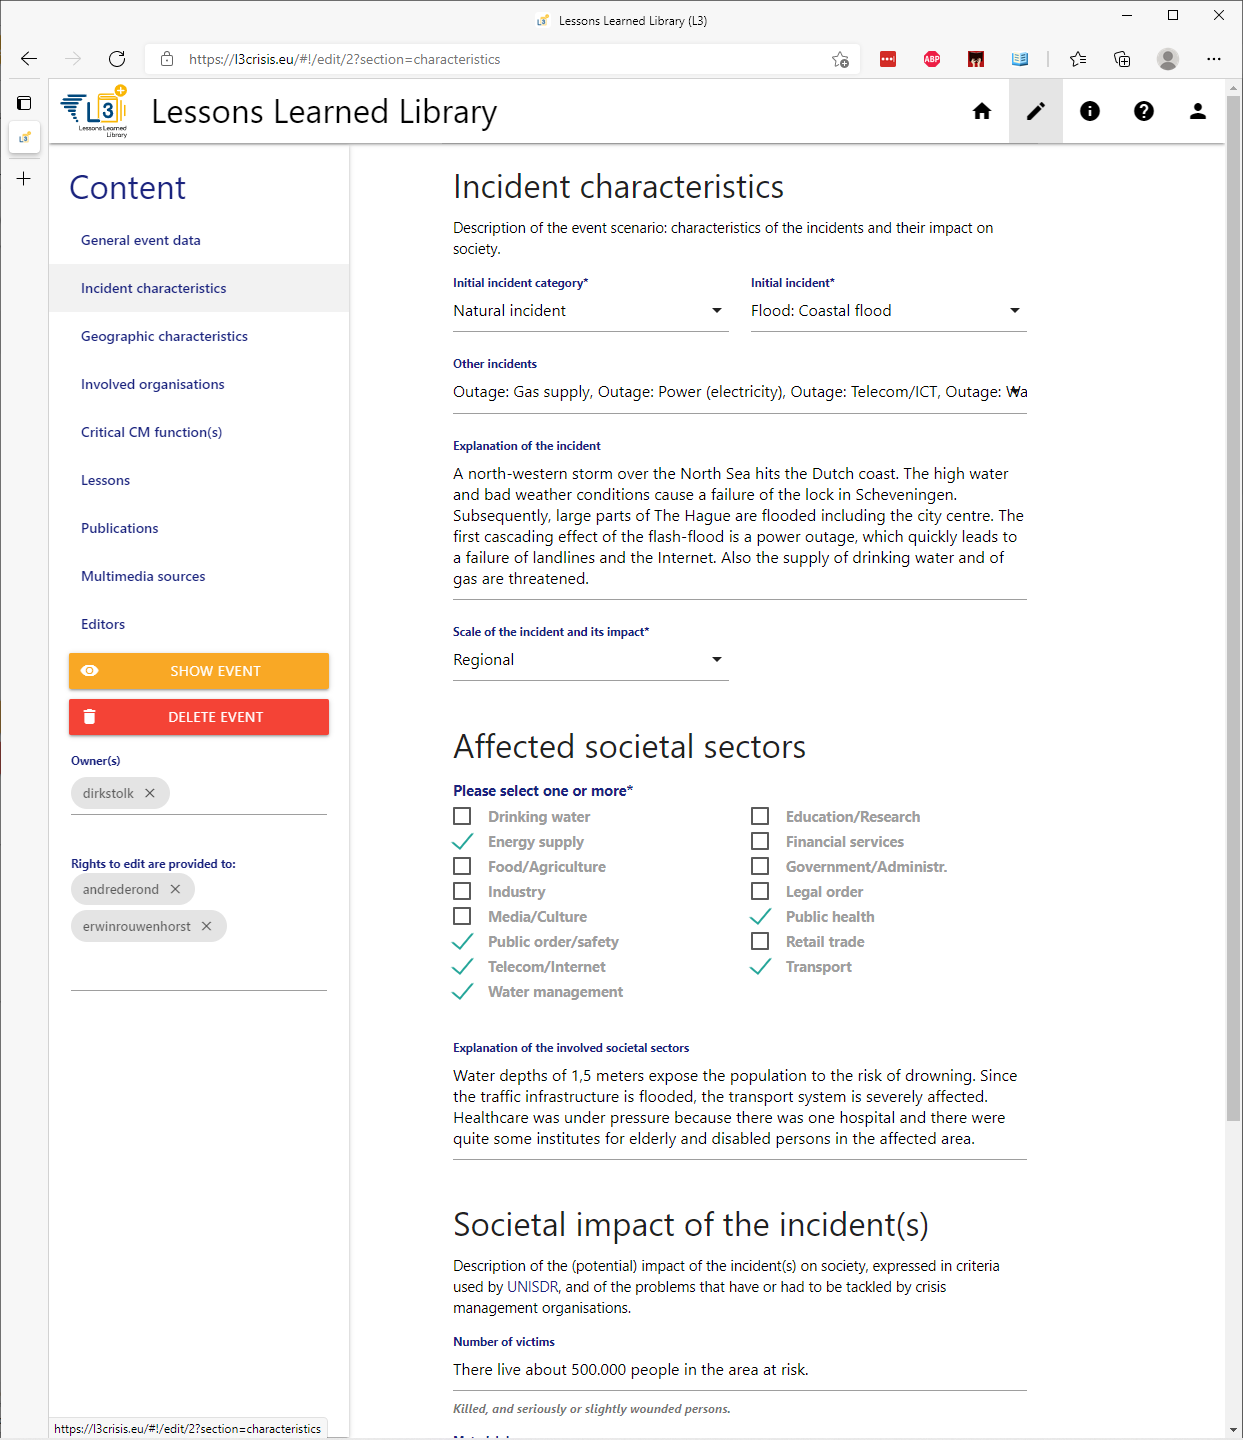 Lessons Learned Library (L3)
https://l3crisis.eu/#!/edit/2?section=characteristics
ABP
L3
Lessons Learned
Library
Lessons Learned Library
Content
General event data
Incident characteristics
Geographic characteristics
Involved organisations
Critical CM function(s)
Lessons
Publications
Multimedia sources
Editors
SHOW EVENT
DELETE EVENT
Owner(s)
dirkstolk
Rights to edit are provided to:
andrederond
erwinrouwenhorst
Incident characteristics
Description of the event scenario: characteristics of the incidents and their impact on
society.
Initial incident category* Initial incident*
Natural incident Flood: Coastal flood
Other incidents
Outage: Gas supply, Outage: Power (electricity), Outage: Telecom/ICT, Outage: Wa
Explanation of the incident
A north-western storm over the North Sea hits the Dutch coast. The high water
and bad weather conditions cause a failure of the lock in Scheveningen.
Subsequently, large parts of The Hague are flooded including the city centre. The
first cascading effect of the flash-flood is a power outage, which quickly leads to
a failure of landlines and the Internet. Also the supply of drinking water and of
gas are threatened.
Scale of the incident and its impact*
Regional
Affected societal sectors
Please select one or more*
Drinking water Education/Research
Energy supply Financial services
Food/Agriculture Government/Administr.
Industry Legal order
Media/Culture Public health
Public order/safety Retail trade
Telecom/Internet Transport
Water management
Explanation of the involved societal sectors
Water depths of 1,5 meters expose the population to the risk of drowning. Since
the traffic infrastructure is flooded, the transport system is severely affected.
Healthcare was under pressure because there was one hospital and there were
quite some institutes for elderly and disabled persons in the affected area.
Societal impact of the incident(s)
Description of the (potential) impact of the incident(s) on society, expressed in criteria
used by UNISDR, and of the problems that have or had to be tackled by crisis
management organisations.
Number of victims
There live about 500.000 people in the area at risk.
Killed, and seriously or slightly wounded persons.
https://l3crisis.eu/#!/edit/2?section=characteristics